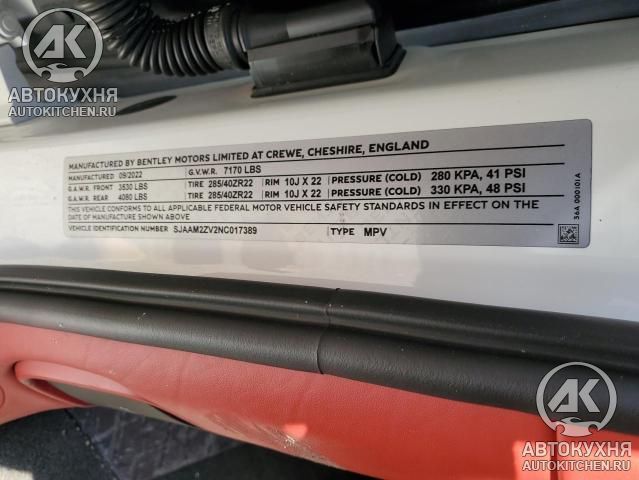 AK
АВТОКУХНЯ
AUTOKITCHEN.RU
MANUFACTURED BY BENTLEY MOTORS LIMITED AT CREWE, CHESHIRE, ENGLAND
MANUFACTURED 09/2022 G.V.W.R. 7170 LBS
G.A.W.R. FRONT 3530 LBS TIRE 285/40ZR22 RIM 10J X 22 PRESSURE (COLD) 280 KPA, 41 PSI
G.A.W.R. REAR 4080 LBS TIRE 285/40ZR22 RIM 10J X 22 PRESSURE (COLD) 330 KPA, 48 PSI
THIS VEHICLE CONFORMS TO ALL APPLICABLE FEDERAL MOTOR VEHICLE SAFETY STANDARDS IN EFFECT ON THE
DATE OF MANUFACTURE SHOWN ABOVE.
VEHICLE IDENTIFICATION NUMBER SJAAM2ZV2NC017389 TYPE MPV
36A 000101A
AK
АВТОКУХНЯ
AUTOKITCHEN.RU